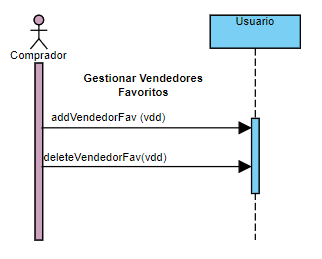 Usuario
Comprador
Gestionar Vendedores
Favoritos
addVendedorFav (vdd)
deleteVendedorFav(vdd)